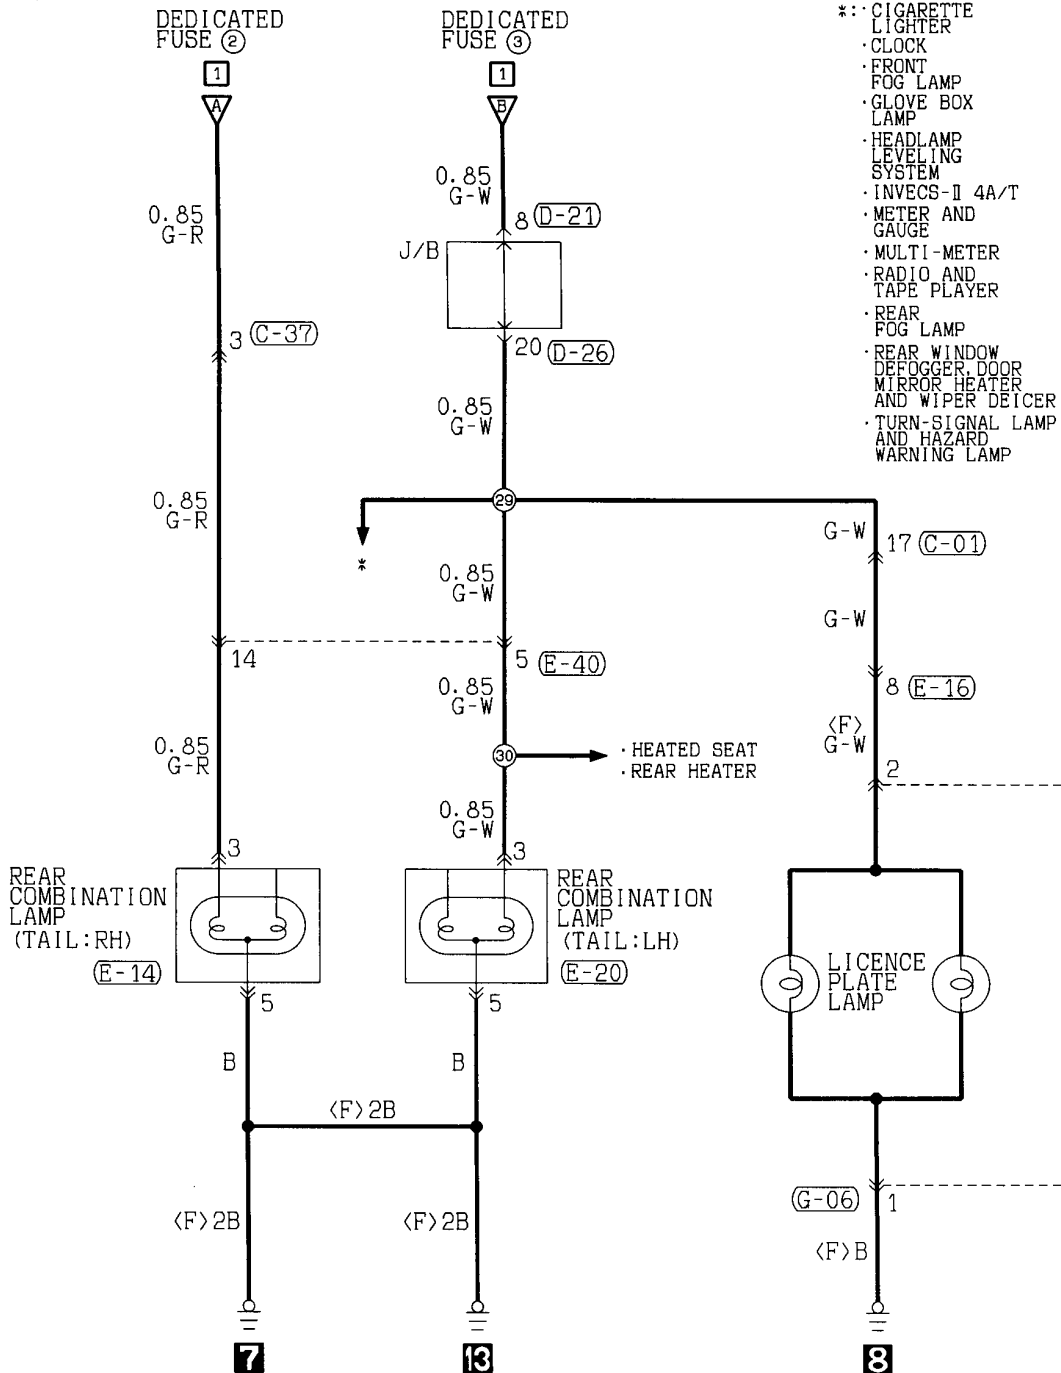 DEDICATED
FUSE ②
1
A
0.85
G-R
3 (C-37)
0.85
G-R
14
0.85
G-R
3
REAR
COMBINATION
LAMP
(TAIL:RH)
E-14
5
B
<F>2B
<F>2B
7
DEDICATED
FUSE ③
1
B
0.85
G-W
8 D-21
J/B
20 D-26
0.85
G-W
29
*
0.85
G-W
5 E-40
0.85
G-W
30
·HEATED SEAT
·REAR HEATER
0.85
G-W
3
REAR
COMBINATION
LAMP
(TAIL:LH)
E-20
5
B
<F>2B
13
*:·CIGARETTE
LIGHTER
·CLOCK
·FRONT
FOG LAMP
·GLOVE BOX
LAMP
·HEADLAMP
LEVELING
SYSTEM
·INVECS-Ⅱ 4A/T
·METER AND
GAUGE
·MULTI-METER
·RADIO AND
TAPE PLAYER
·REAR
FOG LAMP
·REAR WINDOW
DEFOGGER,DOOR
MIRROR HEATER
AND WIPER DEICER
·TURN-SIGNAL LAMP
AND HAZARD
WARNING LAMP
G-W
17 C-01
G-W
8 E-16
<F>
G-W
2
LICENCE
PLATE
LAMP
G-06 1
<F>B
8